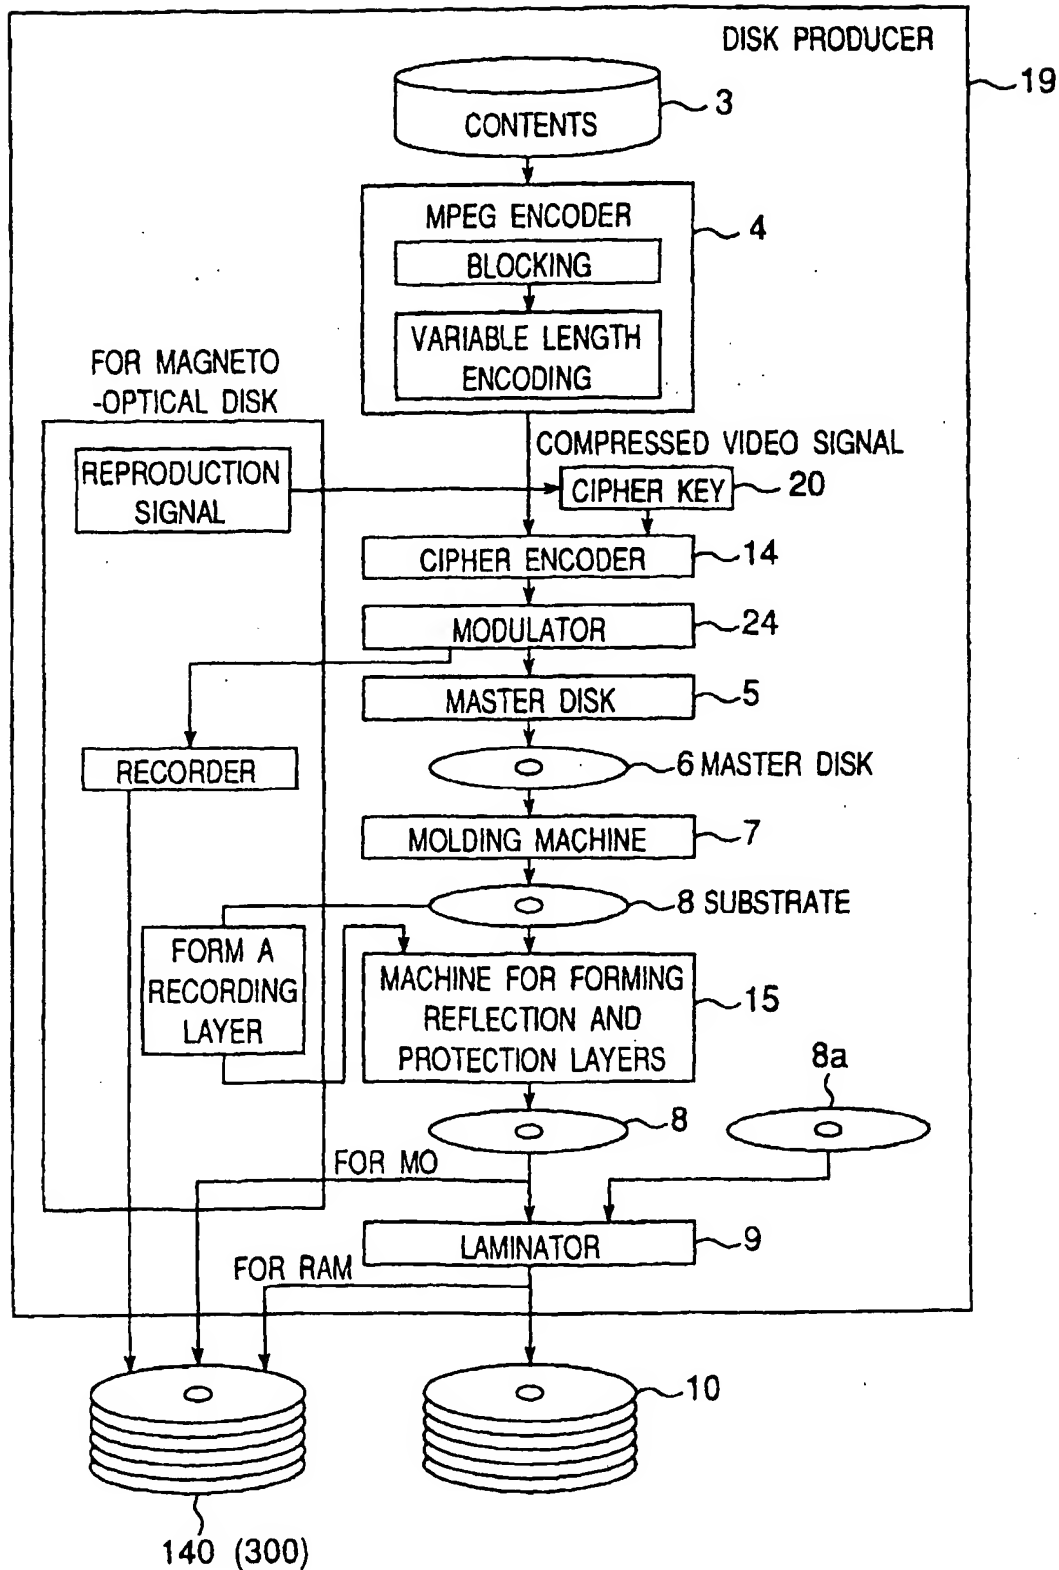 DISK PRODUCER
19
3
CONTENTS
MPEG ENCODER
4
BLOCKING
VARIABLE LENGTH
ENCODING
FOR MAGNETO
-OPTICAL DISK
COMPRESSED VIDEO SIGNAL
REPRODUCTION
SIGNAL
CIPHER KEY
20
CIPHER ENCODER
14
MODULATOR
24
MASTER DISK
5
RECORDER
6 MASTER DISK
MOLDING MACHINE
7
8 SUBSTRATE
FORM A
RECORDING
LAYER
MACHINE FOR FORMING
REFLECTION AND
PROTECTION LAYERS
15
8a
8
FOR MO
LAMINATOR
9
FOR RAM
10
140 (300)